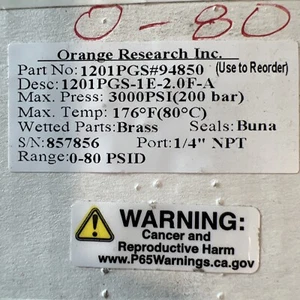 0-80
Orange Research Inc.
Part No:1201PGS#94850 (Use to Reorder)
Desc:1201PGS-1E-2.0F-A
Max. Press: 3000PSI(200 bar)
Max. Temp: 176°F(80°C)
Wetted Parts:Brass Seals:Buna
S/N:857856 Port:1/4" NPT
Range:0-80 PSID
WARNING:
Cancer and
Reproductive Harm
www.P65Warnings.ca.gov